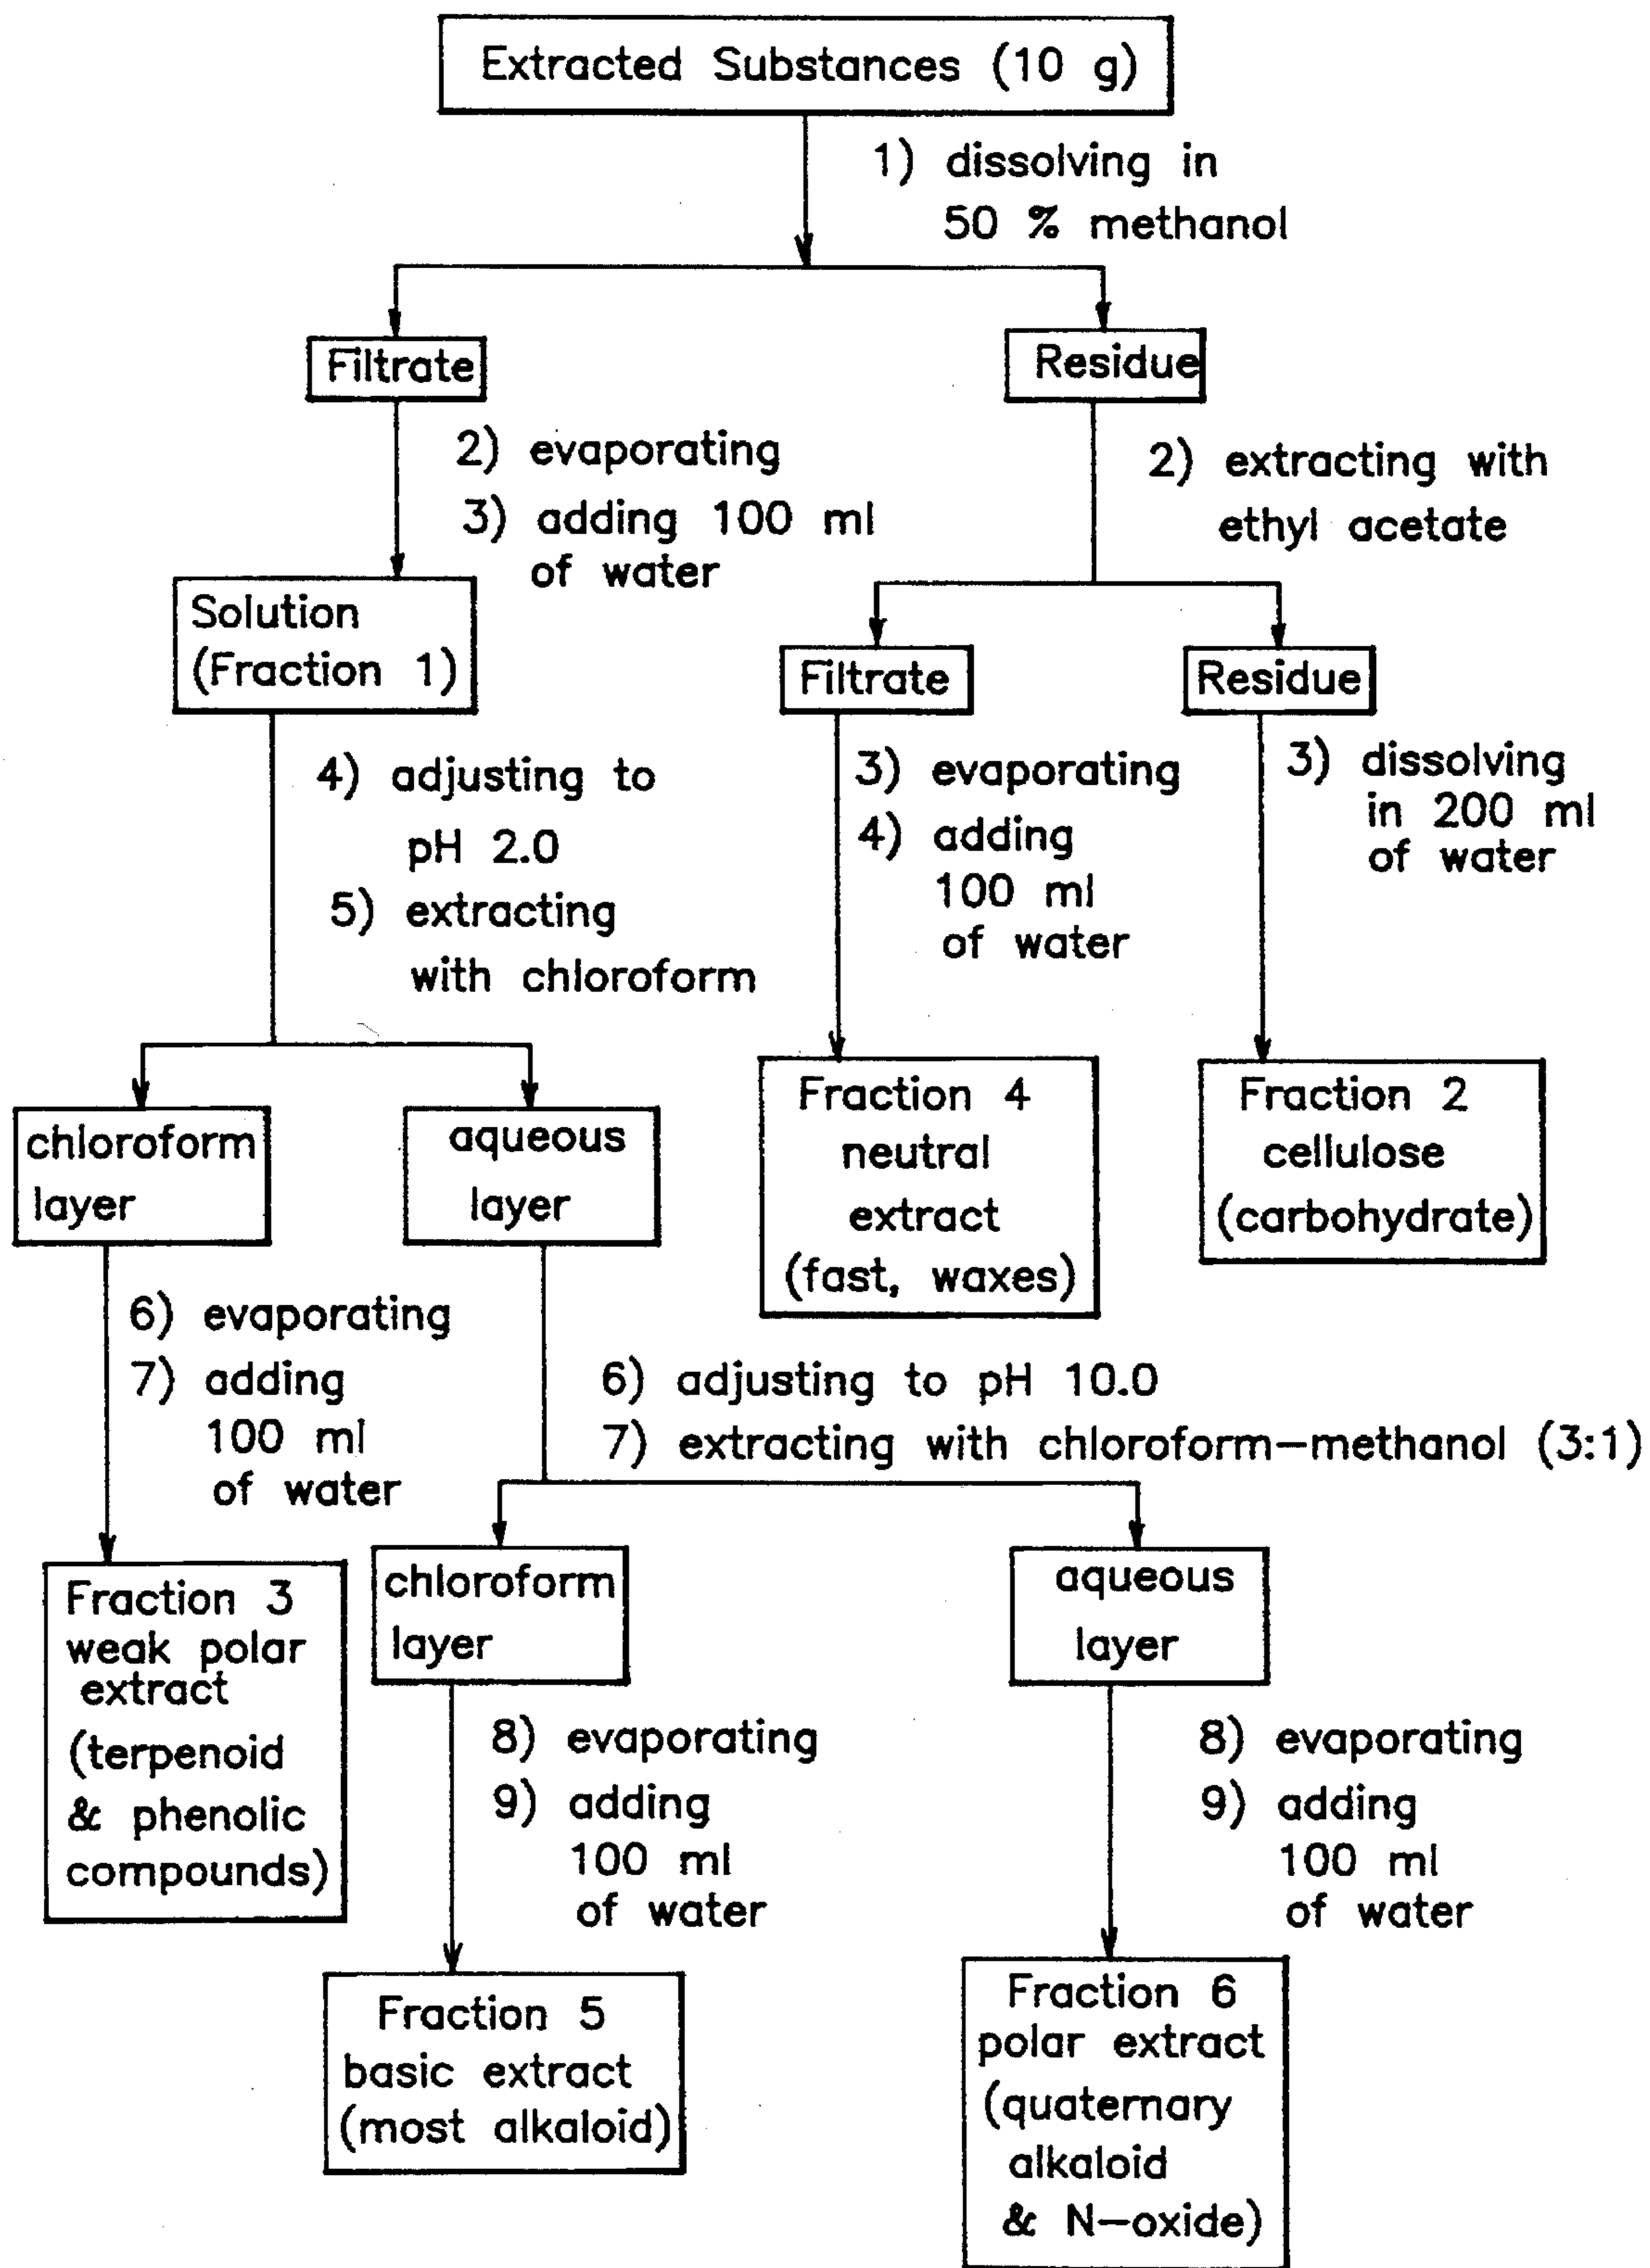 Extracted Substances (10 g)
1) dissolving in
50 % methanol
Filtrate
Residue
2) evaporating
3) adding 100 ml
of water
2) extracting with
ethyl acetate
Solution
(Fraction 1)
Filtrate
Residue
4) adjusting to
pH 2.0
5) extracting
with chloroform
3) evaporating
4) adding
100 ml
of water
3) dissolving
in 200 ml
of water
chloroform
layer
aqueous
layer
Fraction 4
neutral
extract
(fast, waxes)
Fraction 2
cellulose
(carbohydrate)
6) evaporating
7) adding
100 ml
of water
6) adjusting to pH 10.0
7) extracting with chloroform-methanol (3:1)
Fraction 3
weak polar
extract
(terpenoid
& phenolic
compounds)
chloroform
layer
aqueous
layer
8) evaporating
9) adding
100 ml
of water
8) evaporating
9) adding
100 ml
of water
Fraction 5
basic extract
(most alkaloid)
Fraction 6
polar extract
(quaternary
alkaloid
& N-oxide)